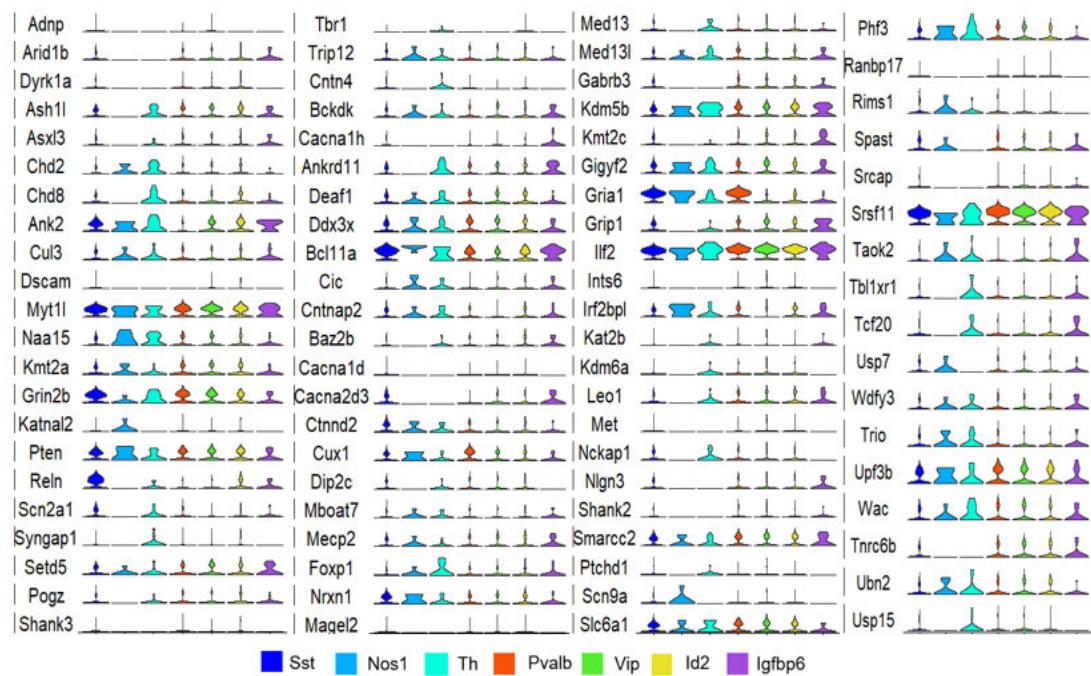 Adnp
Arid1b
Dyrk1a
Ash1l
Asxl3
Chd2
Chd8
Ank2
Cul3
Dscam
Myt1l
Naa15
Kmt2a
Grin2b
Katnal2
Pten
Reln
Scn2a1
Syngap1
Setd5
Pogz
Shank3
Tbr1
Trip12
Cntn4
Bckdk
Cacna1h
Ankrd11
Deaf1
Ddx3x
Bcl11a
Cic
Cntnap2
Baz2b
Cacna1d
Cacna2d3
Ctnnd2
Cux1
Dip2c
Mboat7
Mecp2
Foxp1
Nrxn1
Magel2
Med13
Med13l
Gabrb3
Kdm5b
Kmt2c
Gigyf2
Gria1
Grip1
Ilf2
Ints6
Irf2bpl
Kat2b
Kdm6a
Leo1
Met
Nckap1
Nlgn3
Shank2
Smarcc2
Ptchd1
Scn9a
Slc6a1
Phf3
Ranbp17
Rims1
Spast
Srcap
Srsf11
Taok2
Tbl1xr1
Tcf20
Usp7
Wdfy3
Trio
Upf3b
Wac
Tnrc6b
Ubn2
Usp15
Sst Nos1 Th Pvalb Vip Id2 Igfbp6